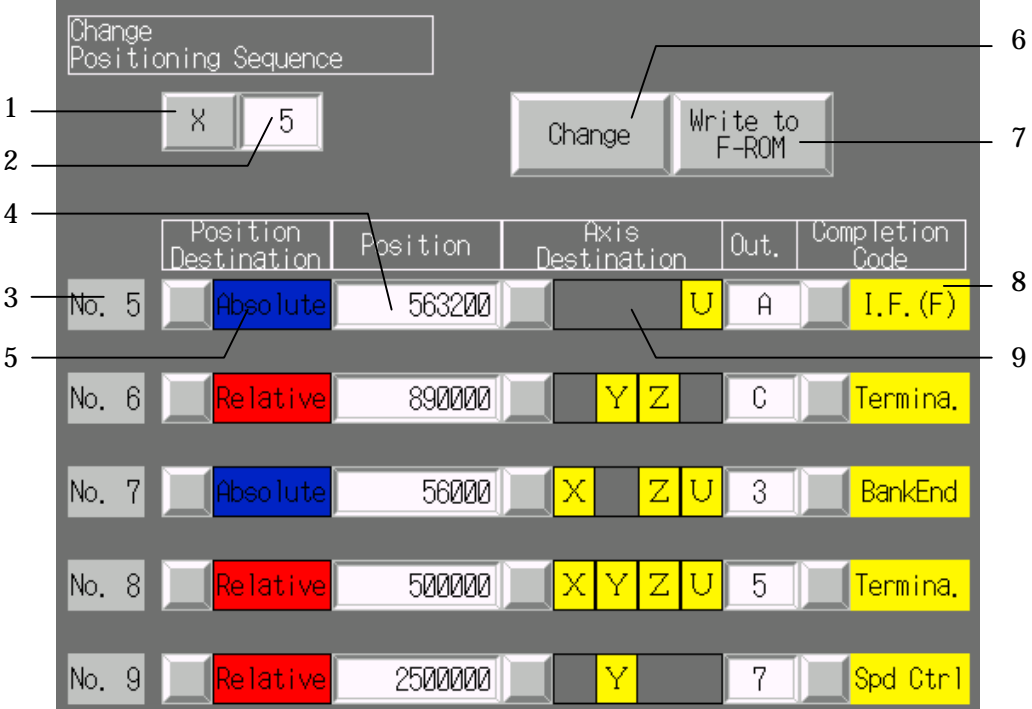 Change
Positioning Sequence
6
1 X 5 Change Write to
F-ROM
7
2
4
Position
Destination Position Axis
Destination Out. Completion
Code
3 No. 5 Absolute 563200 U A I.F.(F) 8
5 9
No. 6 Relative 890000 Y Z C Termina.
No. 7 Absolute 56000 X Z U 3 BankEnd
No. 8 Relative 500000 X Y Z U 5 Termina.
No. 9 Relative 2500000 Y 7 Spd Ctrl